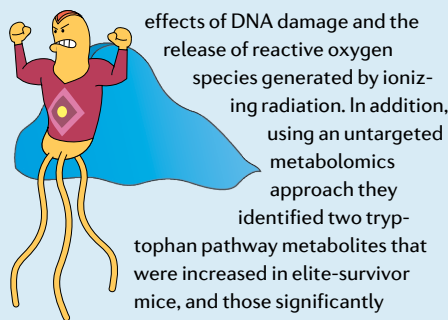 effects of DNA damage and the
release of reactive oxygen
species generated by ioniz-
ing radiation. In addition,
using an untargeted
metabolomics
approach they
identified two tryp-
tophan pathway metabolites that
were increased in elite-survivor
mice, and those significantly